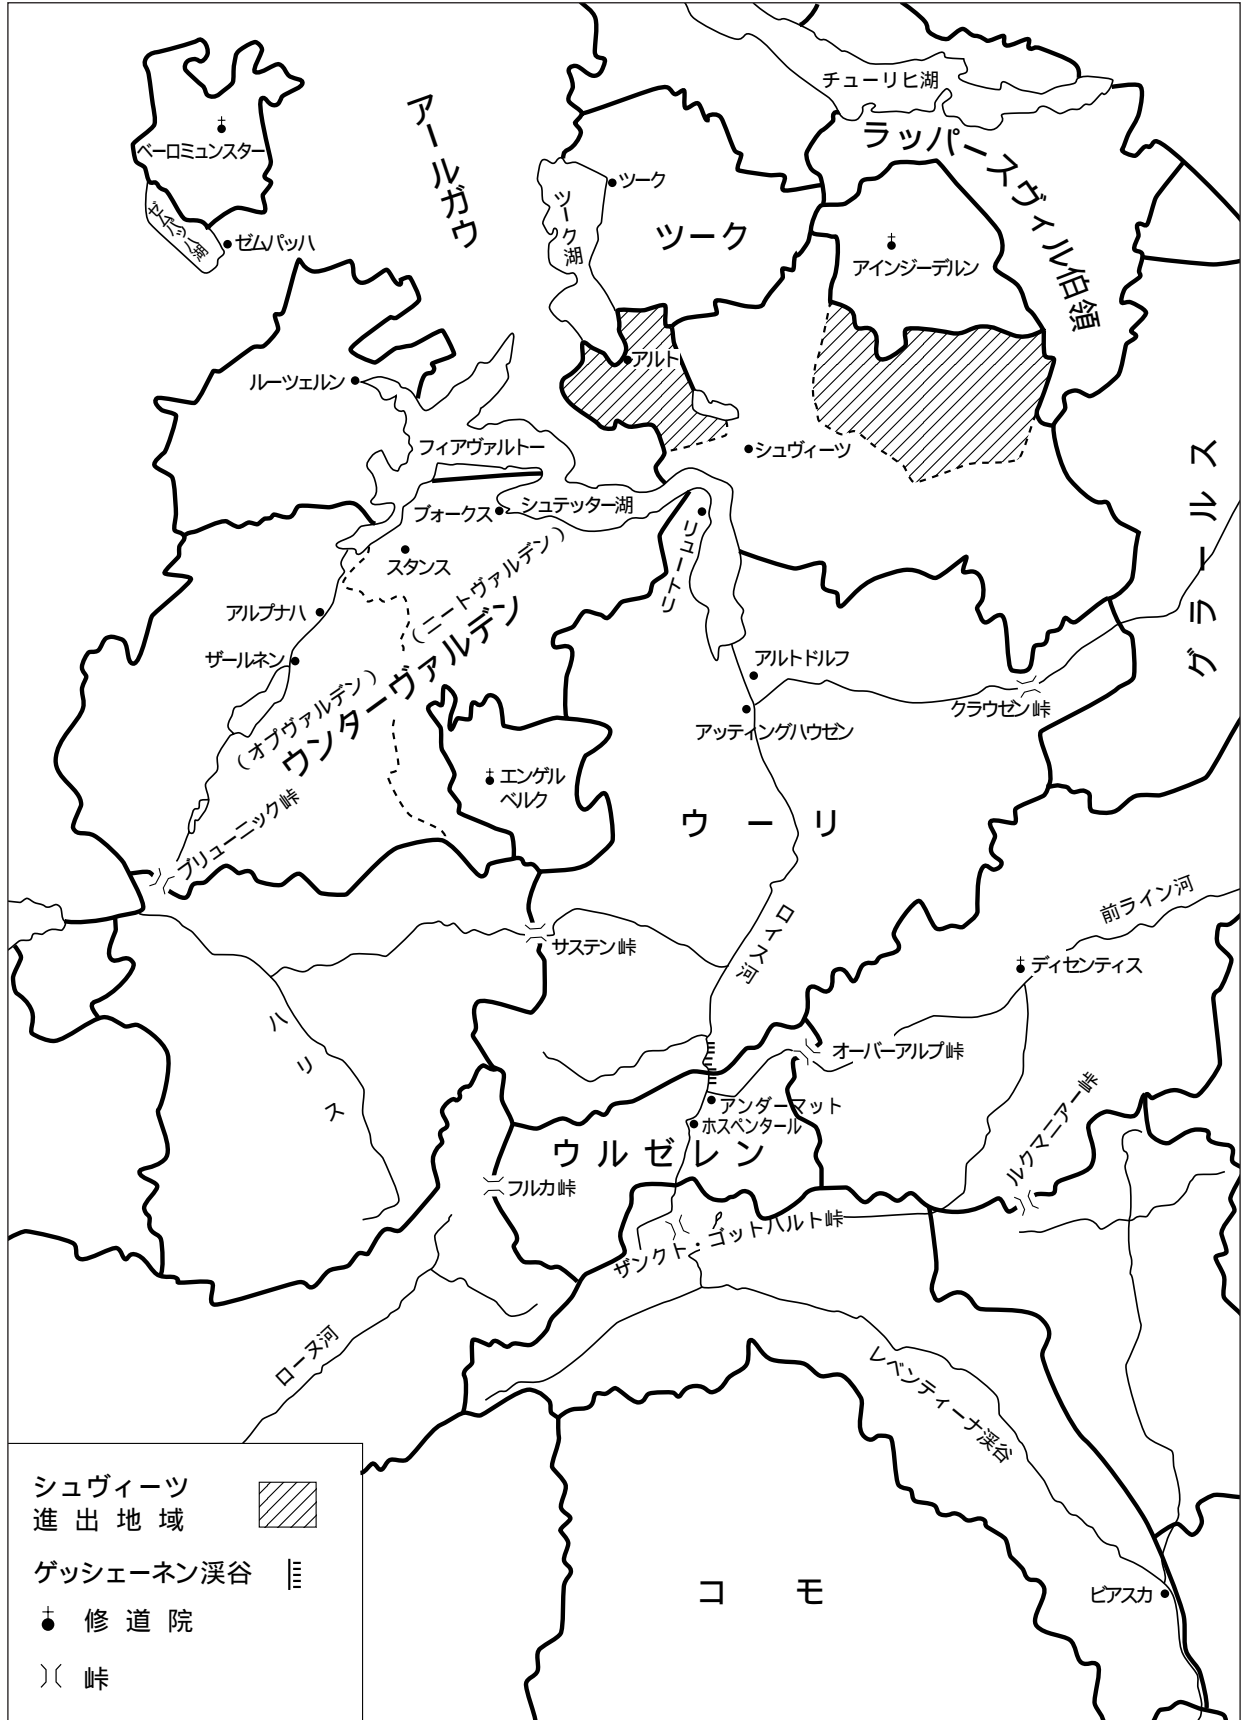 チューリヒ湖
ラッパースヴィル伯領
アールガウ
ベーロミュンスター
ゼムパッハ湖
ゼムパッハ
ツーク
ツーク湖
ツーク
アインジーデルン
アルト
ルーツェルン
フィアヴァルトー
シュテッター湖
シュヴィーツ
グラールス
ブォークス
リュートリ
スタンス
（ニートヴァルデン）
アルプナハ
ザールネン
（オプヴァルデン）
ウンターヴァルデン
アルトドルフ
クラウゼン峠
アッティングハウゼン
エンゲル
ベルク
ウーリ
ブリューニック峠
ロイス河
前ライン河
サステン峠
ディセンティス
ハリス
オーバーアルプ峠
アンダーマット
ホスペンタール
ルクマニアー峠
ウルゼレン
フルカ峠
ザンクト・ゴットハルト峠
ローヌ河
レベンティーナ渓谷
コモ
ビアスカ
シュヴィーツ
進出地域
ゲッシェーネン渓谷
修道院
峠